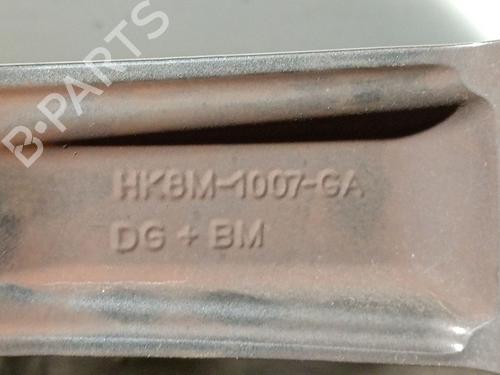 B-PARTS
HK8M-1007-GA
DG + BM